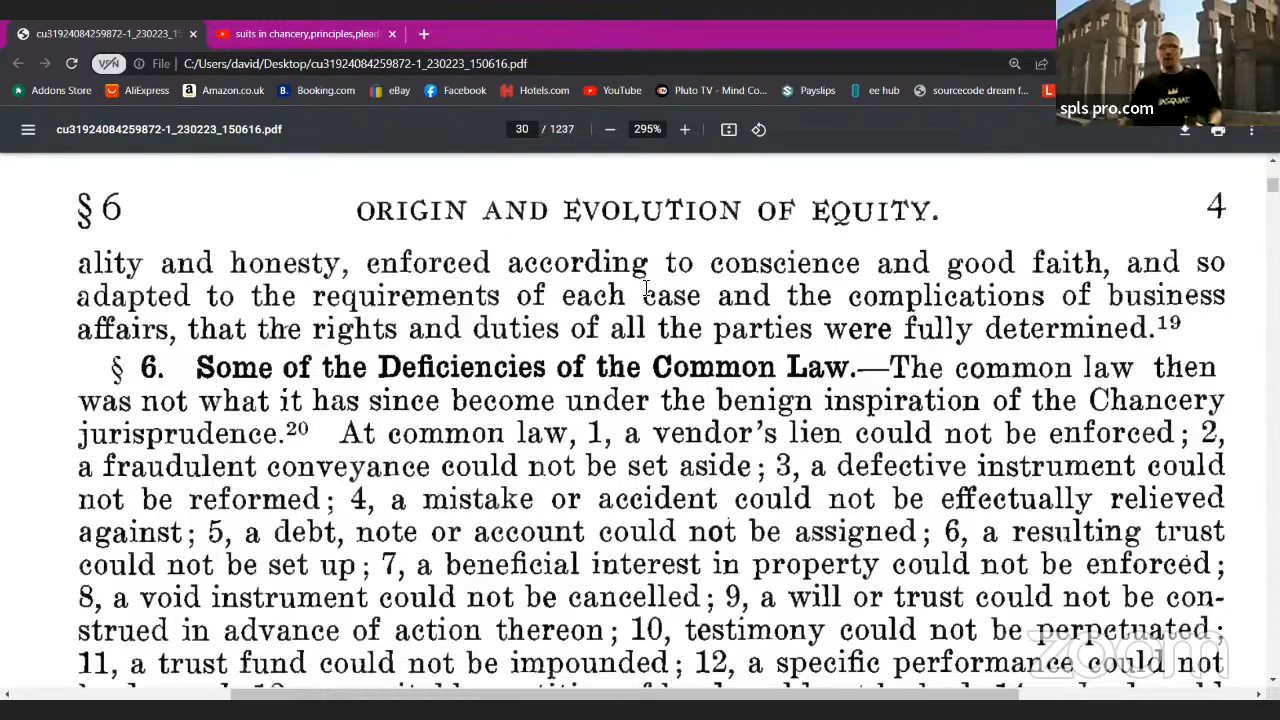 cu31924084259872-1_230223_15
suits in chancery,principles,plead
VPN
File
C:/Users/david/Desktop/cu31924084259872-1_230223_150616.pdf
Addons Store
AliExpress
Amazon.co.uk
Booking.com
eBay
Facebook
Hotels.com
YouTube
Pluto TV - Mind Co...
Payslips
ee hub
sourcecode dream f...
spls pro.com
cu31924084259872-1_230223_150616.pdf
30 / 1237
295%
§ 6 ORIGIN AND EVOLUTION OF EQUITY. 4
ality and honesty, enforced according to conscience and good faith, and so
adapted to the requirements of each case and the complications of business
affairs, that the rights and duties of all the parties were fully determined.19
§ 6. Some of the Deficiencies of the Common Law.—The common law then
was not what it has since become under the benign inspiration of the Chancery
jurisprudence.20 At common law, 1, a vendor's lien could not be enforced; 2,
a fraudulent conveyance could not be set aside; 3, a defective instrument could
not be reformed; 4, a mistake or accident could not be effectually relieved
against; 5, a debt, note or account could not be assigned; 6, a resulting trust
could not be set up; 7, a beneficial interest in property could not be enforced;
8, a void instrument could not be cancelled; 9, a will or trust could not be con-
strued in advance of action thereon; 10, testimony could not be perpetuated;
11, a trust fund could not be impounded; 12, a specific performance could not
zoom